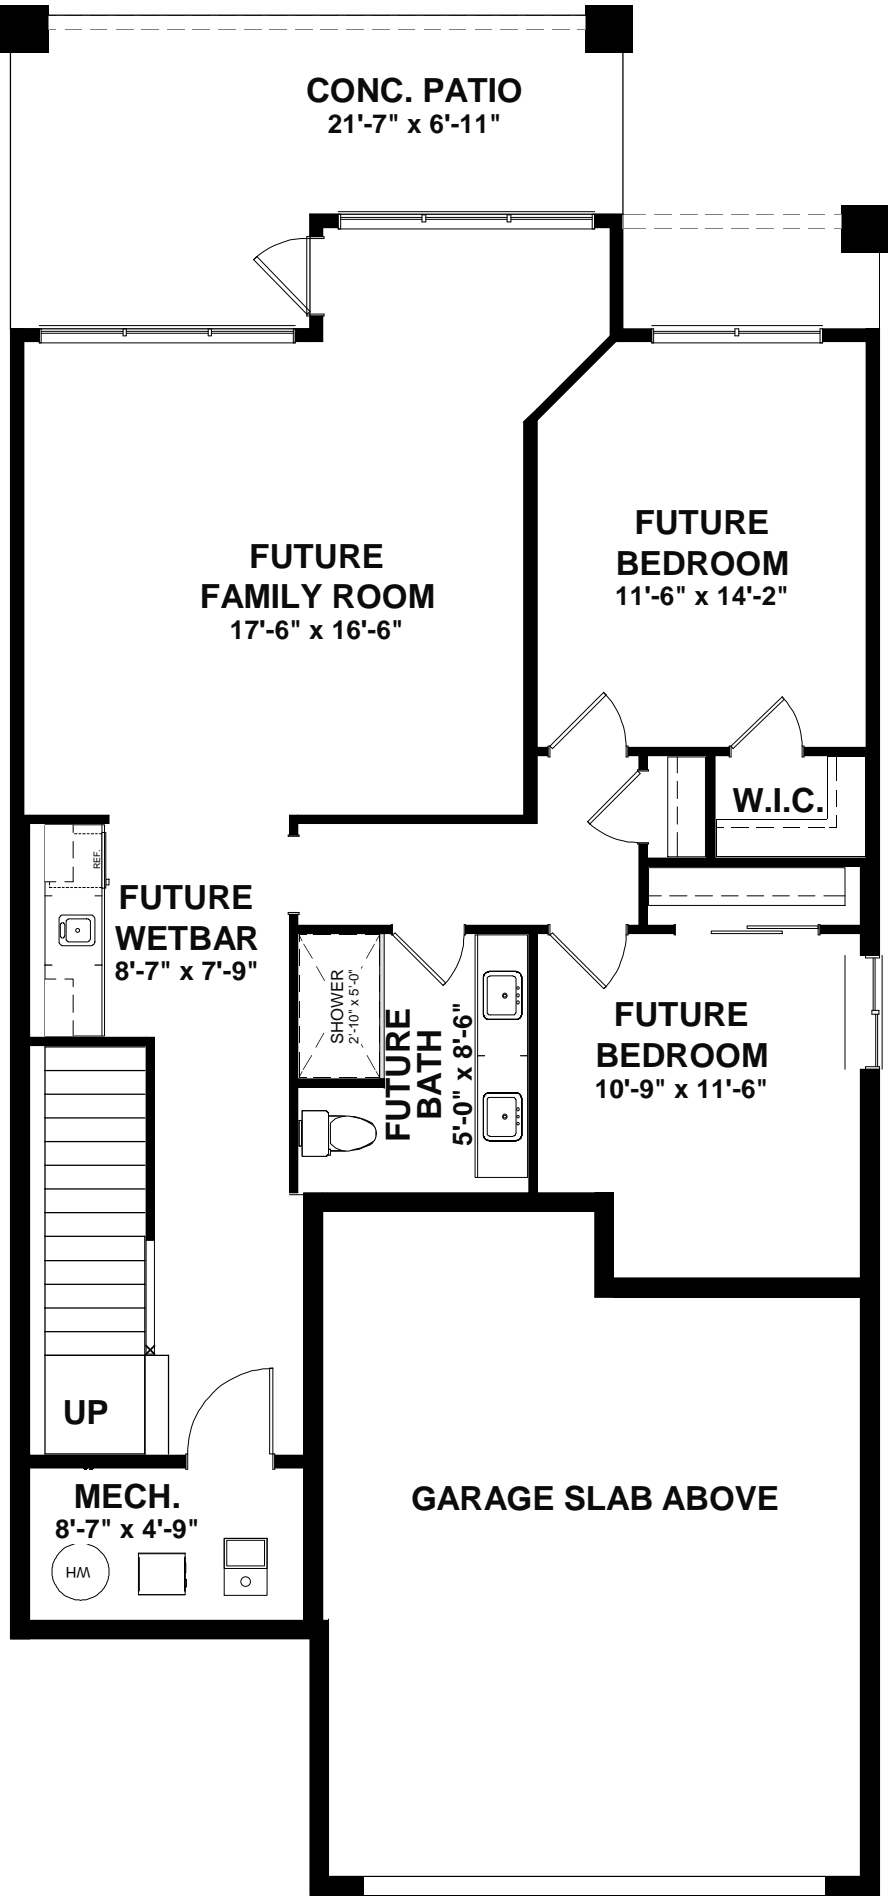 CONC. PATIO
21'-7" x 6'-11"
FUTURE
BEDROOM
11'-6" x 14'-2"
FUTURE
FAMILY ROOM
17'-6" x 16'-6"
W.I.C.
REF.
FUTURE
WETBAR
8'-7" x 7'-9"
SHOWER
2'-10" x 5'-0"
FUTURE
BATH
5'-0" x 8'-6"
FUTURE
BEDROOM
10'-9" x 11'-6"
UP
MECH.
8'-7" x 4'-9"
WH
GARAGE SLAB ABOVE